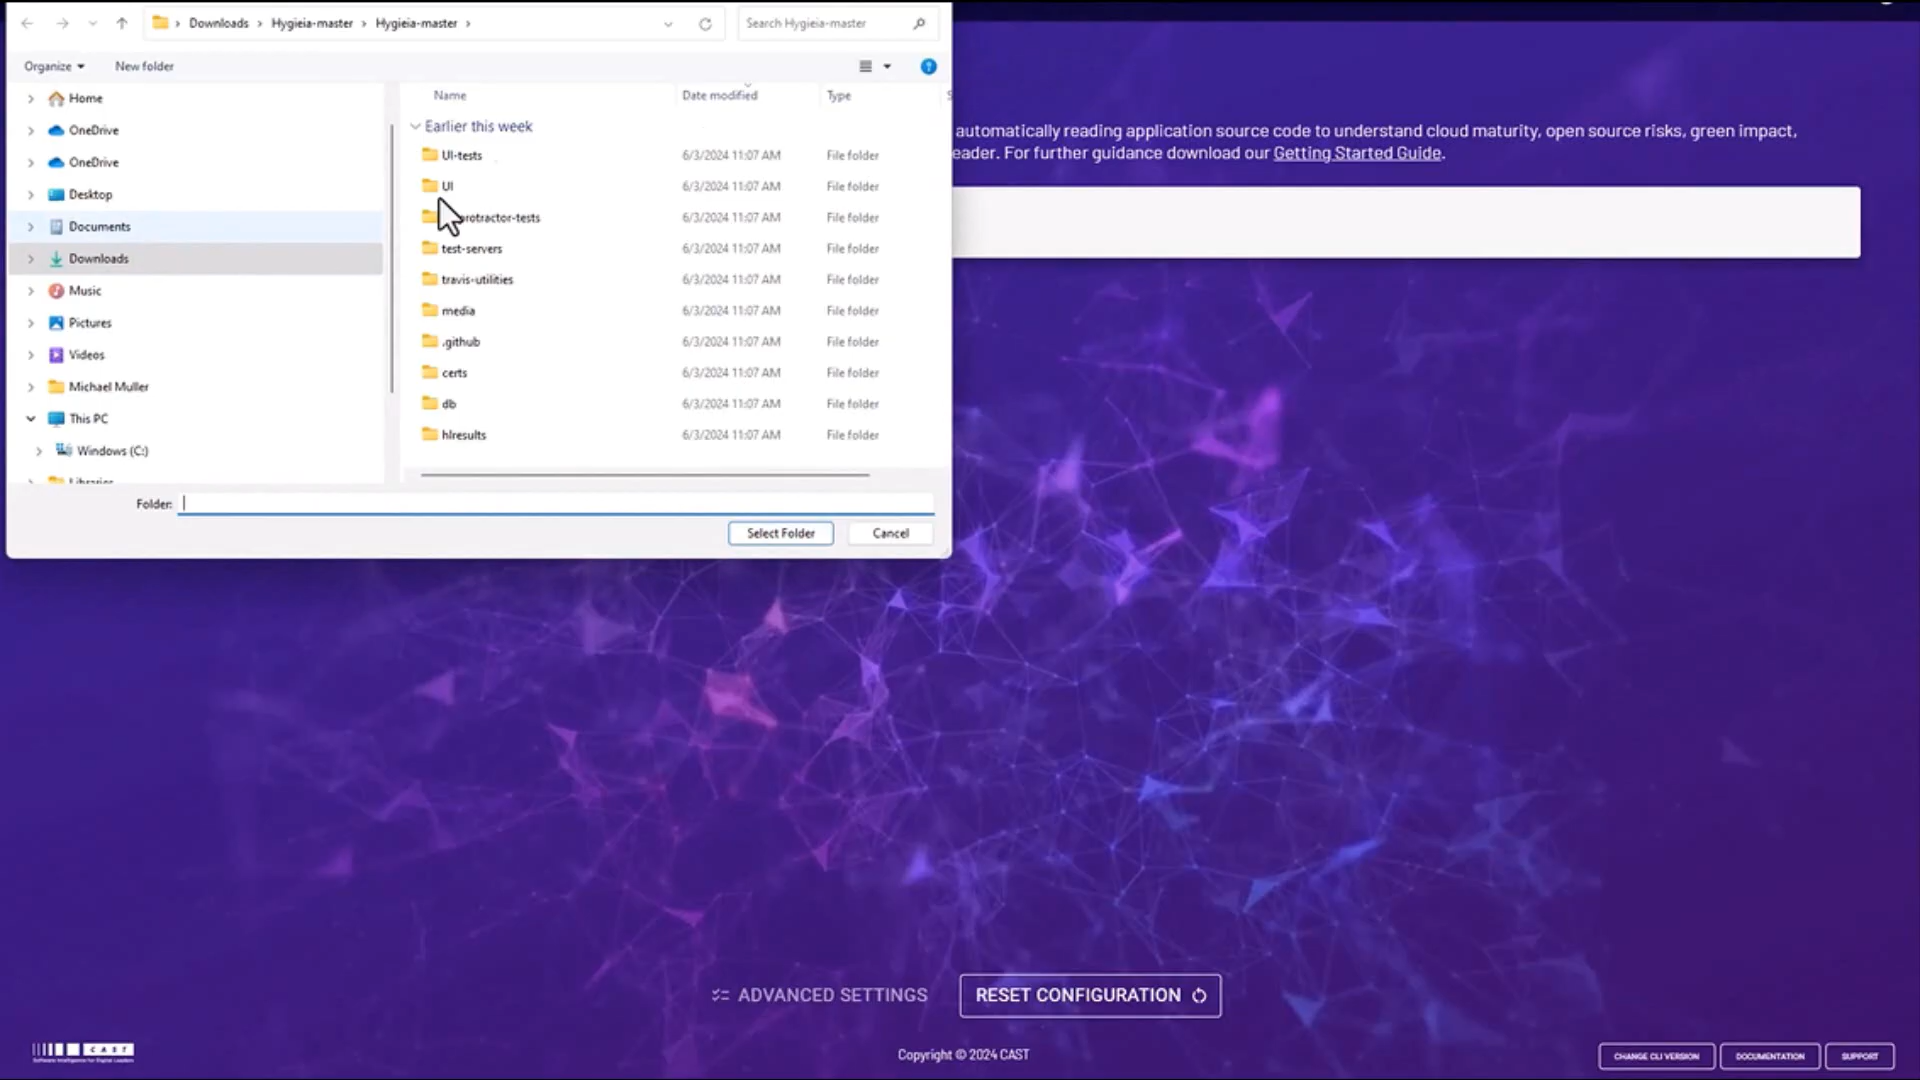 Downloads > Hygieia-master > Hygieia-master >
Search Hygieia-master
Organize
New folder
Name
Date modified
Type
Home
OneDrive
OneDrive
Desktop
Documents
Downloads
Music
Pictures
Videos
Michael Muller
This PC
Windows (C:)
Libraries
Earlier this week
UI-tests 6/3/2024 11:07 AM File folder
UI 6/3/2024 11:07 AM File folder
protractor-tests 6/3/2024 11:07 AM File folder
test-servers 6/3/2024 11:07 AM File folder
travis-utilities 6/3/2024 11:07 AM File folder
media 6/3/2024 11:07 AM File folder
.github 6/3/2024 11:07 AM File folder
certs 6/3/2024 11:07 AM File folder
db 6/3/2024 11:07 AM File folder
hlresults 6/3/2024 11:07 AM File folder
Folder:
Select Folder
Cancel
automatically reading application source code to understand cloud maturity, open source risks, green impact,
eader. For further guidance download our Getting Started Guide.
ADVANCED SETTINGS
RESET CONFIGURATION
CAST
Software Intelligence for Digital Leaders
Copyright © 2024 CAST
CHANGE CLI VERSION
DOCUMENTATION
SUPPORT